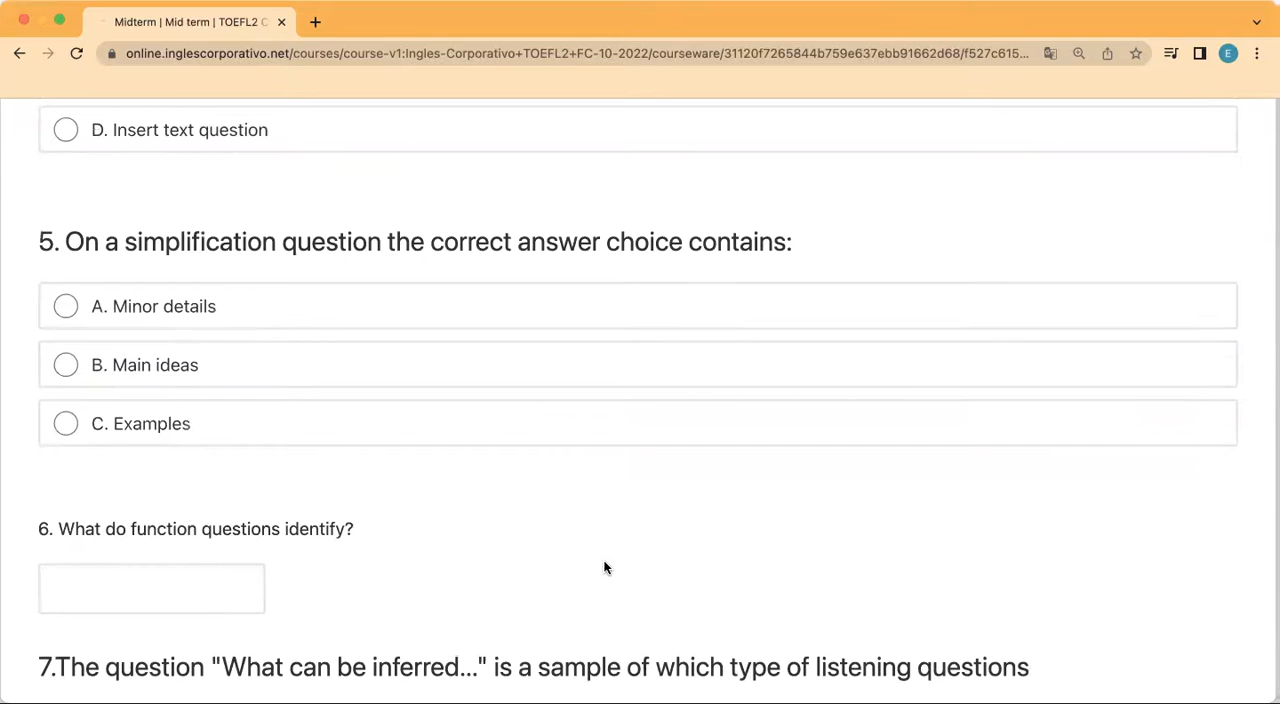 Midterm | Mid term | TOEFL2 C
online.inglescorporativo.net/courses/course-v1:Ingles-Corporativo+TOEFL2+FC-10-2022/courseware/31120f7265844b759e637ebb91662d68/f527c615...
E
D. Insert text question
5. On a simplification question the correct answer choice contains:
A. Minor details
B. Main ideas
C. Examples
6. What do function questions identify?
7.The question "What can be inferred..." is a sample of which type of listening questions